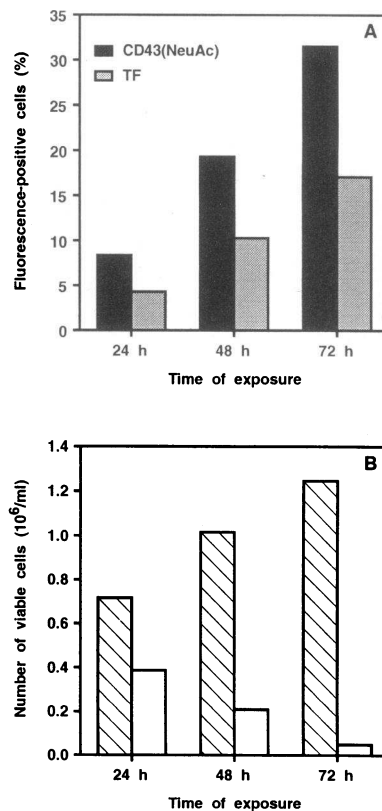 A
35
30
25
20
15
10
5
0
Fluorescence-positive cells (%)
CD43(NeuAc)
TF
24 h 48 h 72 h
Time of exposure
B
1.4
1.2
1.0
0.8
0.6
0.4
0.2
0.0
Number of viable cells (10⁶/ml)
24 h 48 h 72 h
Time of exposure